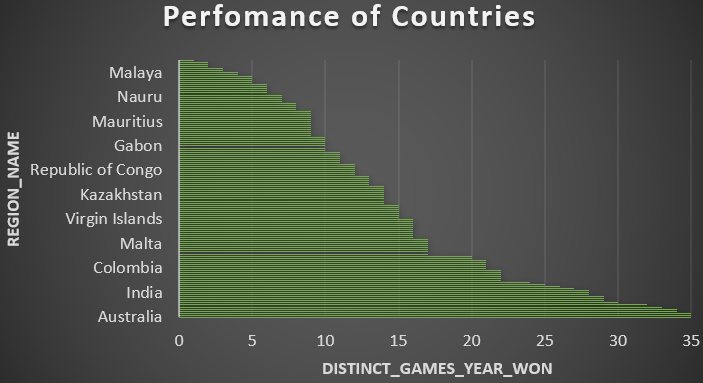 Perfomance of Countries
REGION_NAME
Malaya
Nauru
Mauritius
Gabon
Republic of Congo
Kazakhstan
Virgin Islands
Malta
Colombia
India
Australia
0 5 10 15 20 25 30 35
DISTINCT_GAMES_YEAR_WON